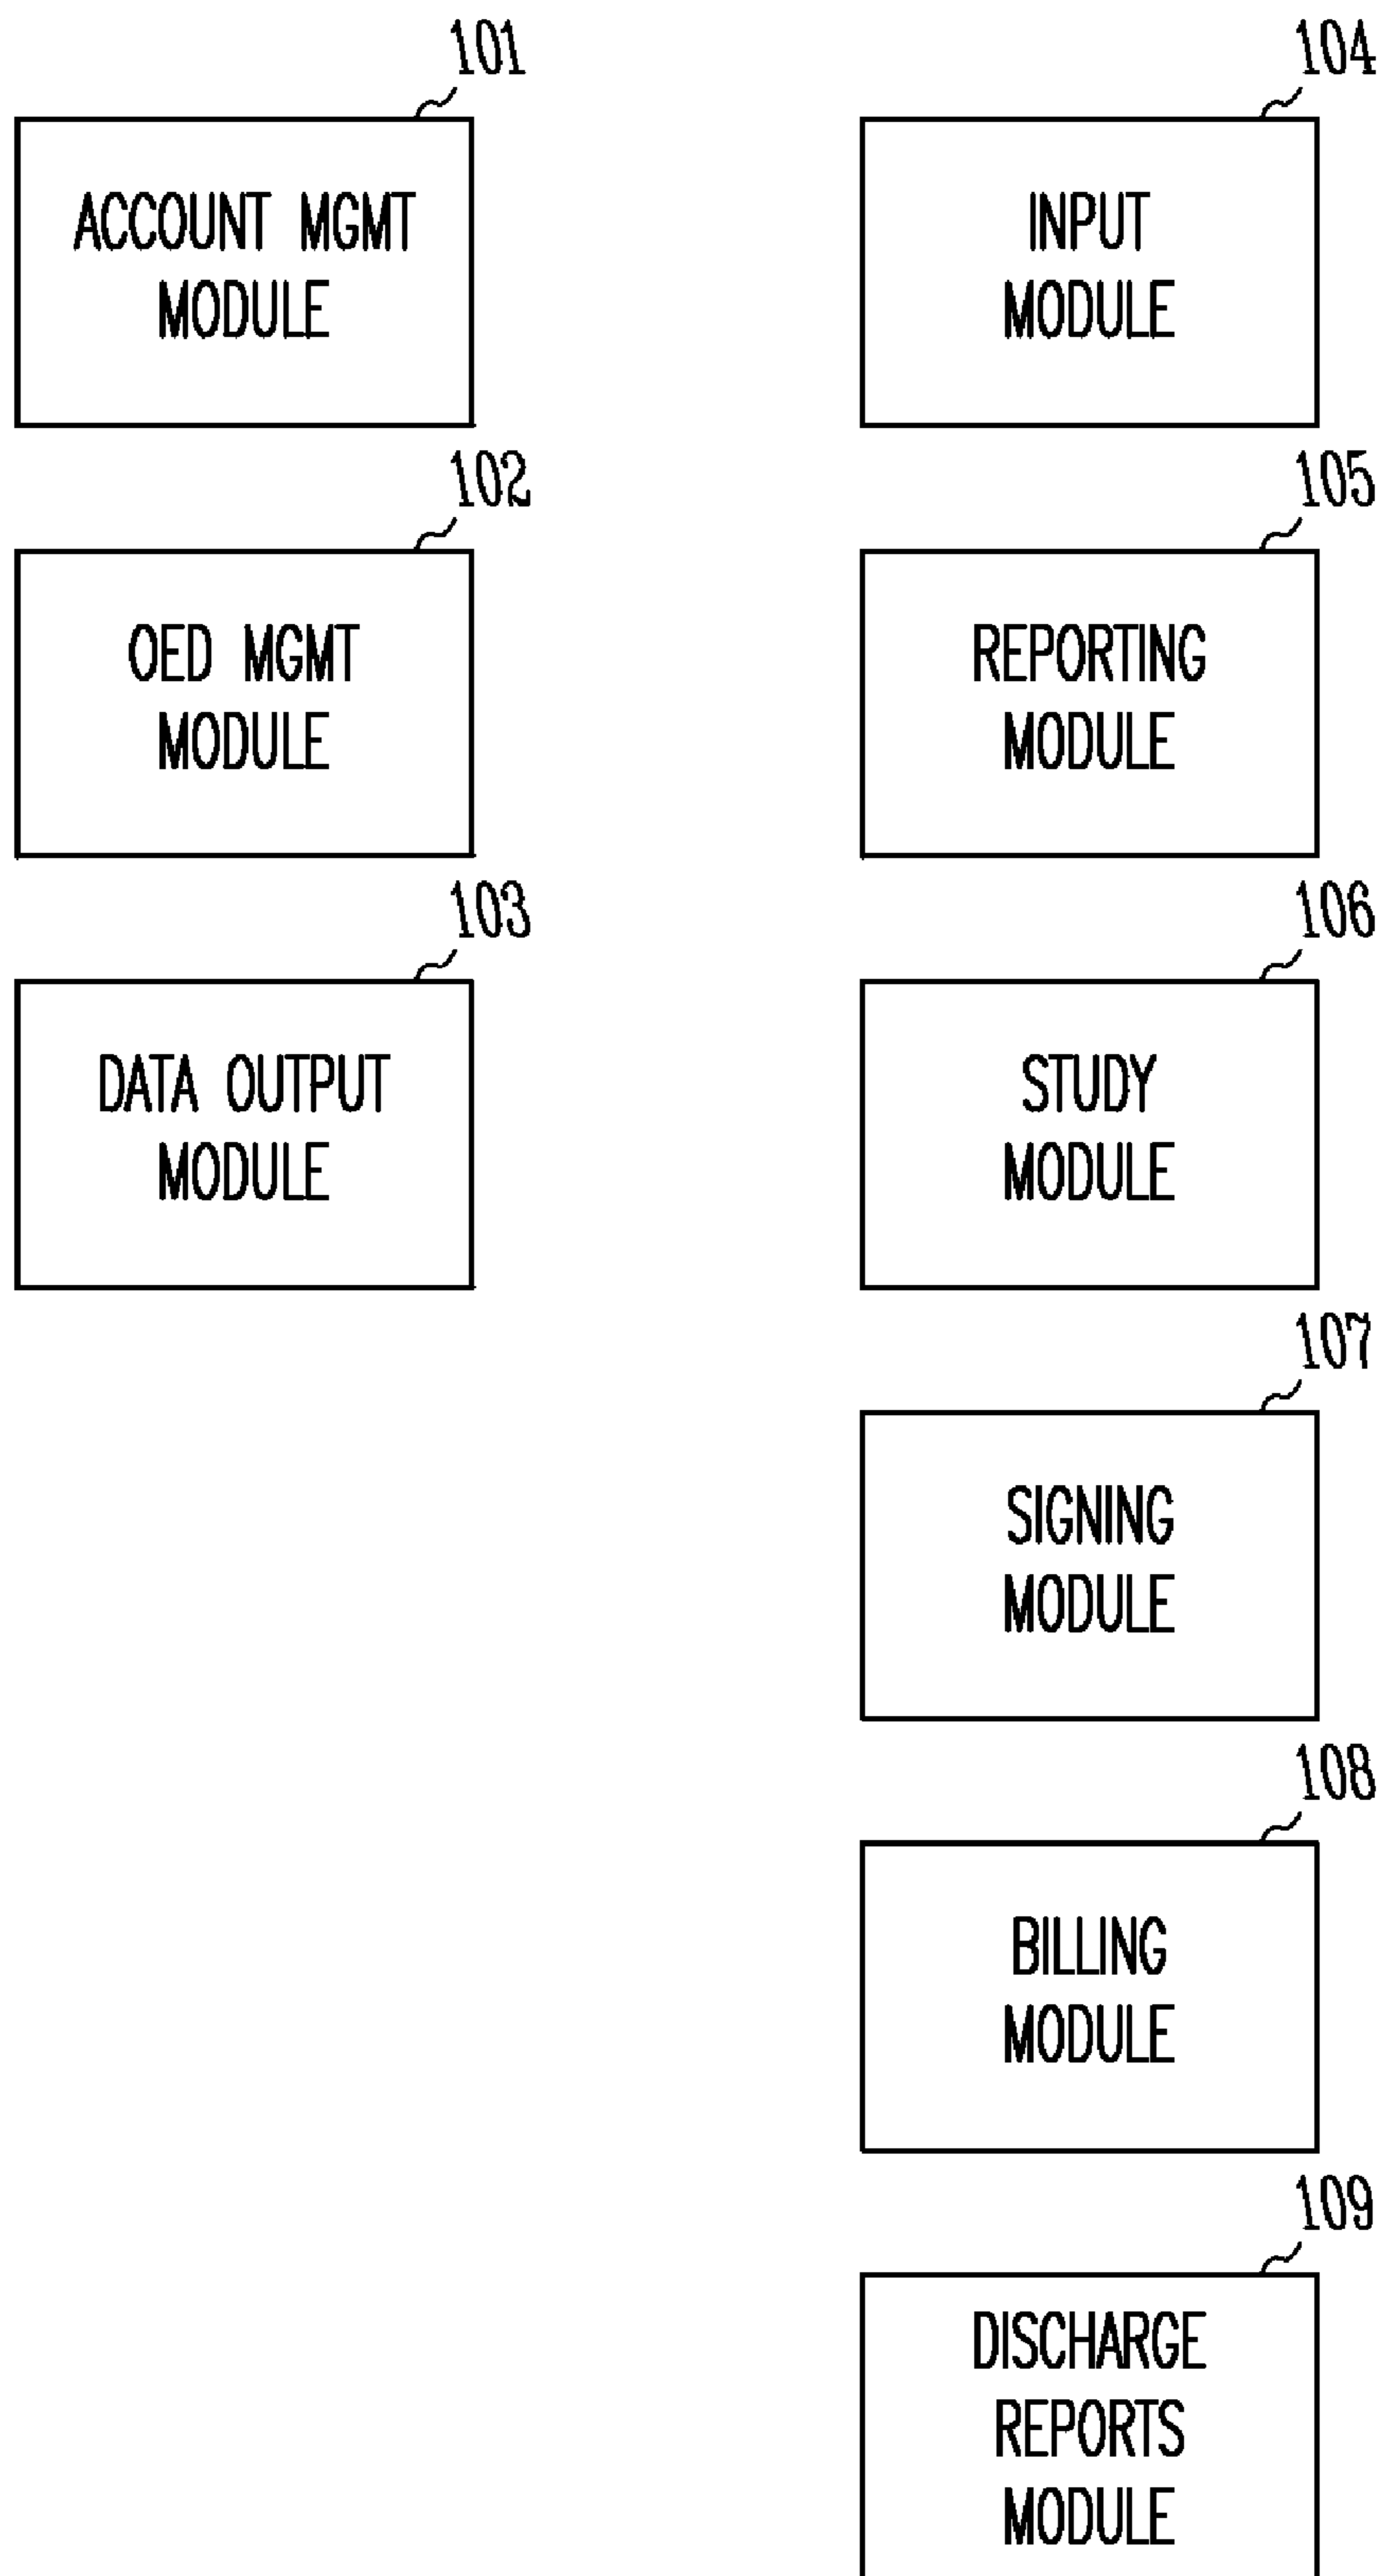 101
ACCOUNT MGMT
MODULE
102
OED MGMT
MODULE
103
DATA OUTPUT
MODULE
104
INPUT
MODULE
105
REPORTING
MODULE
106
STUDY
MODULE
107
SIGNING
MODULE
108
BILLING
MODULE
109
DISCHARGE
REPORTS
MODULE